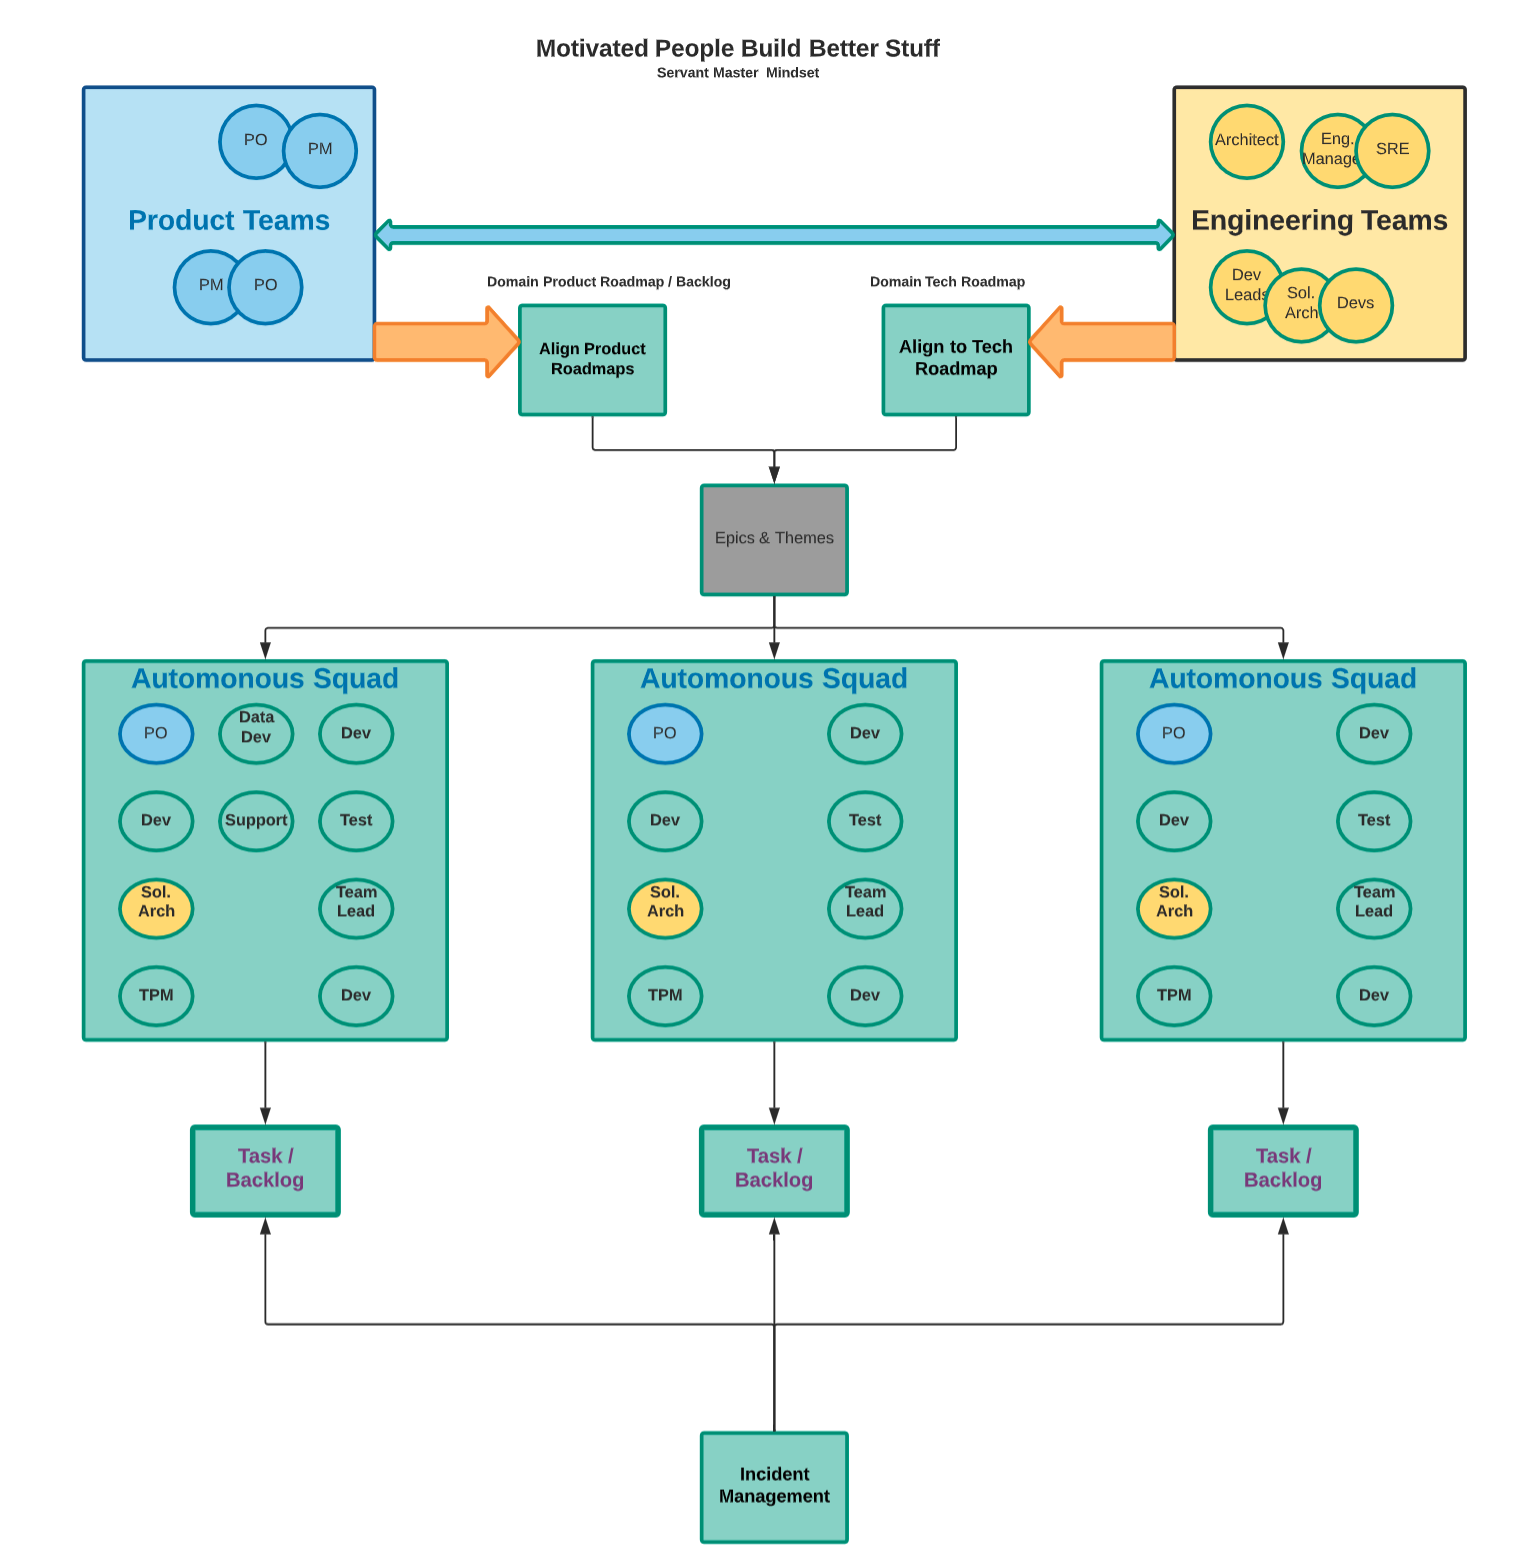 Motivated People Build Better Stuff
Servant Master  Mindset
PO
PM
Product Teams
PM
PO
Architect
Eng.
Manage
SRE
Engineering Teams
Dev
Leads
Sol.
Arch
Devs
Domain Product Roadmap / Backlog
Domain Tech Roadmap
Align Product
Roadmaps
Align to Tech
Roadmap
Epics & Themes
Automonous Squad
PO
Data
Dev
Dev
Dev
Support
Test
Sol.
Arch
Team
Lead
TPM
Dev
Automonous Squad
PO
Dev
Dev
Test
Sol.
Arch
Team
Lead
TPM
Dev
Automonous Squad
PO
Dev
Dev
Test
Sol.
Arch
Team
Lead
TPM
Dev
Task /
Backlog
Task /
Backlog
Task /
Backlog
Incident
Management